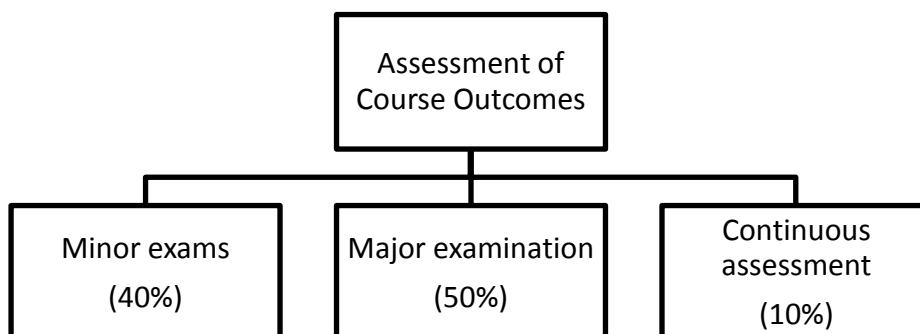 Assessment of
Course Outcomes
Minor exams
(40%)
Major examination
(50%)
Continuous
assessment
(10%)